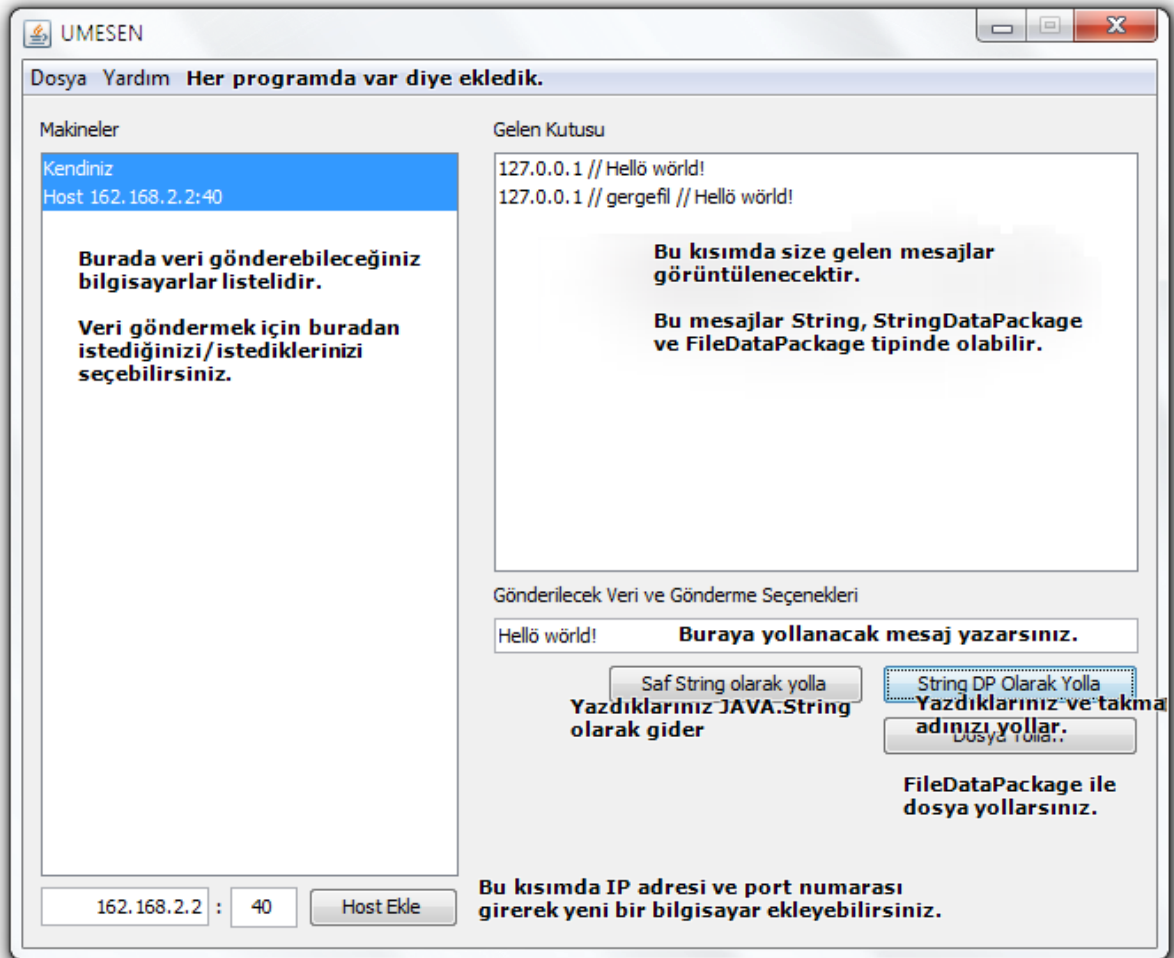 UMESEN
Dosya Yardım Her programda var diye ekledik.
Makineler
Kendiniz
Host 162.168.2.2:40
Burada veri gönderebileceğiniz
bilgisayarlar listelidir.
Veri göndermek için buradan
istediğinizi/istediklerinizi
seçebilirsiniz.
Gelen Kutusu
127.0.0.1 // Hellö wörld!
127.0.0.1 // gergefil // Hellö wörld!
Bu kısımda size gelen mesajlar
görüntülenecektir.
Bu mesajlar String, StringDataPackage
ve FileDataPackage tipinde olabilir.
Gönderilecek Veri ve Gönderme Seçenekleri
Hellö wörld! Buraya yollanacak mesaj yazarsınız.
Saf String olarak yolla
Yazdıklarınız JAVA.String
olarak gider
String DP Olarak Yolla
Yazdıklarınız ve takma
adınızı yollar.
Dosya Yolla..
FileDataPackage ile
dosya yollarsınız.
162.168.2.2 : 40 Host Ekle
Bu kısımda IP adresi ve port numarası
girerek yeni bir bilgisayar ekleyebilirsiniz.